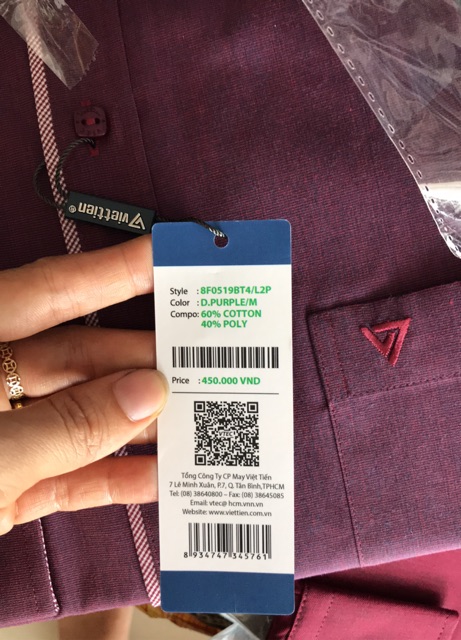 viettien®
Style : 8F0519BT4/L2P
Color : D.PURPLE/M
Compo: 60% COTTON
40% POLY
Price : 450.000 VND
VTEC
Tổng Công Ty CP May Việt Tiến
7 Lê Minh Xuân, P.7, Q. Tân Bình,TPHCM
Tel: (08) 38640800 – Fax: (08) 38645085
Email: vtec@ hcm.vnn.vn
Website: www.viettien.com.vn
8 934747 345761